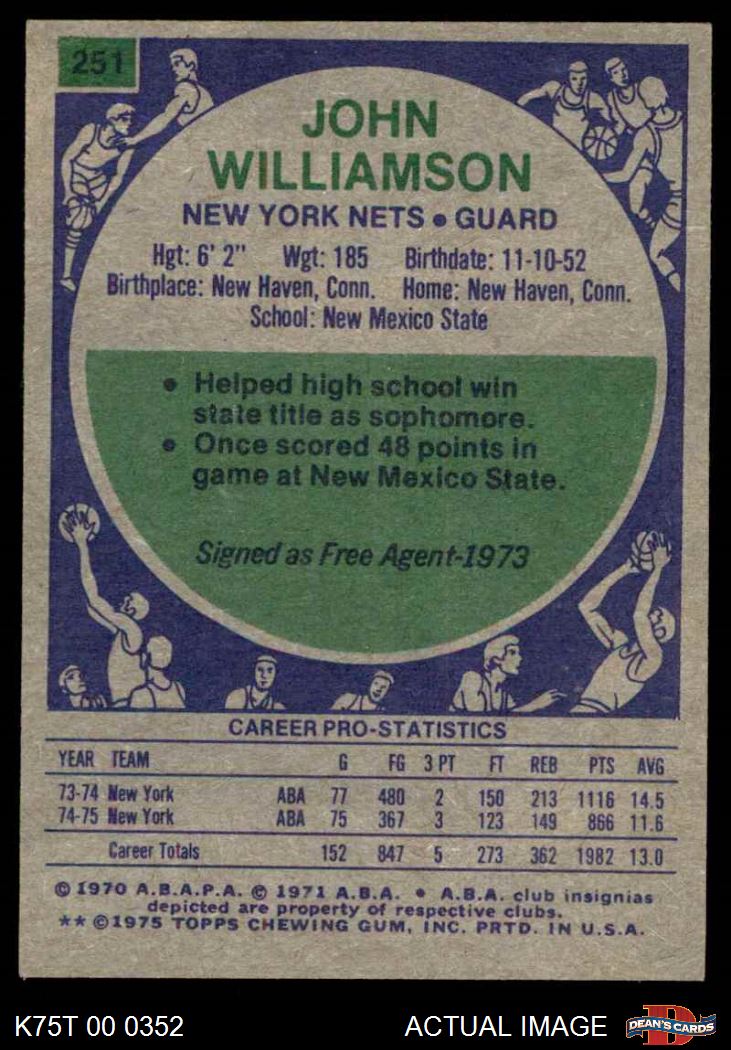 251
JOHN
WILLIAMSON
NEW YORK NETS • GUARD
Hgt: 6' 2" Wgt: 185 Birthdate: 11-10-52
Birthplace: New Haven, Conn. Home: New Haven, Conn.
School: New Mexico State
• Helped high school win
state title as sophomore.
• Once scored 48 points in
game at New Mexico State.
Signed as Free Agent-1973
CAREER PRO-STATISTICS
YEAR TEAM G FG 3 PT FT REB PTS AVG
73-74 New York ABA 77 480 2 150 213 1116 14.5
74-75 New York ABA 75 367 3 123 149 866 11.6
Career Totals 152 847 5 273 362 1982 13.0
© 1970 A.B.A.P.A. © 1971 A.B.A. • A.B.A. club insignias
depicted are property of respective clubs.
** ©1975 TOPPS CHEWING GUM, INC. PRTD. IN U.S.A.
K75T 00 0352 ACTUAL IMAGE D DEAN'S CARDS